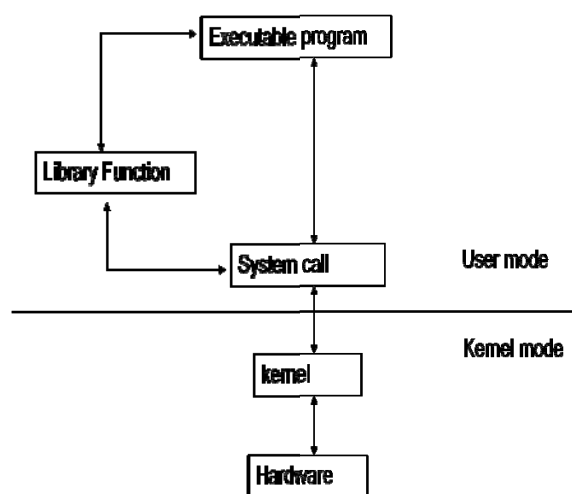 Executable program
Library Function
System call
User mode
Kernel mode
kernel
Hardware